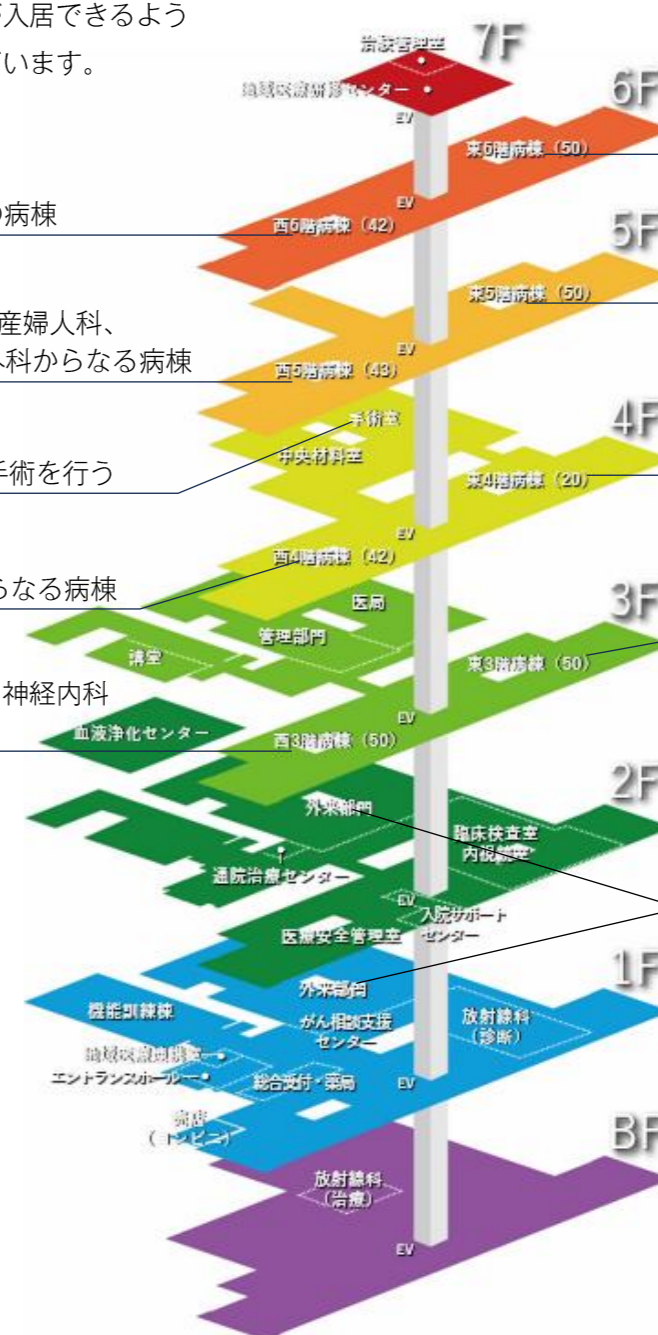 が入居できるよう
ています。
7F
治験管理室
地域医療研修センター
EV
6F
東6階病棟（50）
EV
の病棟
西6階病棟（42）
5F
東5階病棟（50）
産婦人科、
EV
外科からなる病棟
西5階病棟（43）
4F
手術室
中央材料室
手術を行う
東4階病棟（20）
EV
西4階病棟（42）
らなる病棟
3F
医局
管理部門
講堂
東3階病棟（50）
神経内科
EV
血液浄化センター
西3階病棟（50）
2F
外来部門
臨床検査室
内視鏡室
通院治療センター
EV
入院サポート
センター
医療安全管理室
1F
外来部門
機能訓練棟
がん相談支援
センター
放射線科
（診断）
地域医療連携室
エントランスホール
総合受付・薬局
EV
売店
（コンビニ）
BF
放射線科
（治療）
EV